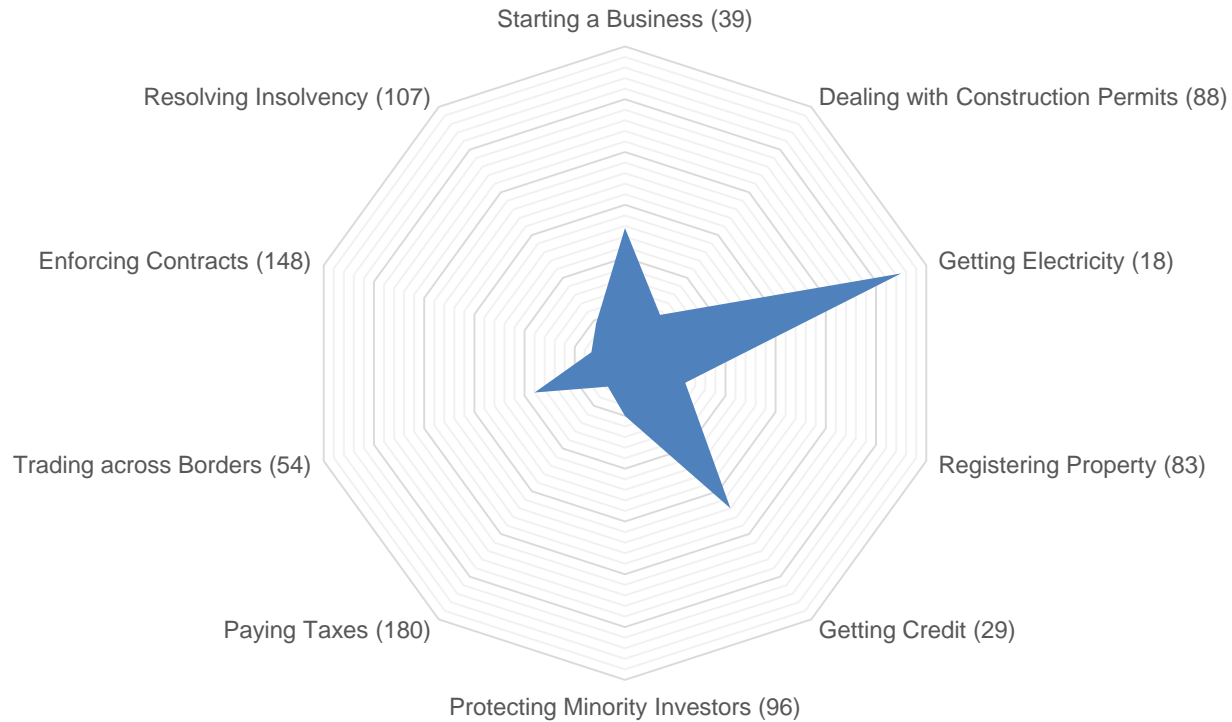 Starting a Business (39)
Dealing with Construction Permits (88)
Getting Electricity (18)
Registering Property (83)
Getting Credit (29)
Protecting Minority Investors (96)
Paying Taxes (180)
Trading across Borders (54)
Enforcing Contracts (148)
Resolving Insolvency (107)